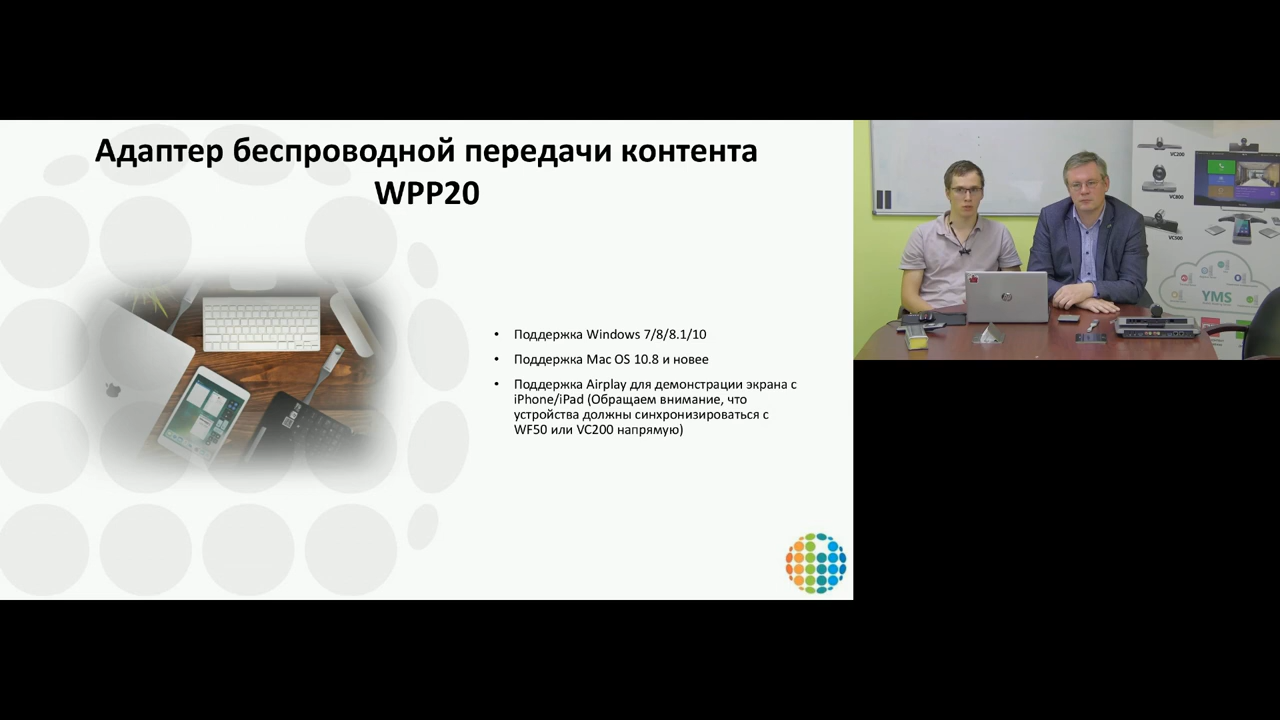 Адаптер беспроводной передачи контента
WPP20
• Поддержка Windows 7/8/8.1/10
• Поддержка Mac OS 10.8 и новее
• Поддержка Airplay для демонстрации экрана с
iPhone/iPad (Обращаем внимание, что
устройства должны синхронизироваться с
WF50 или VC200 напрямую)
VC200
VC800
VC500
YMS
hp